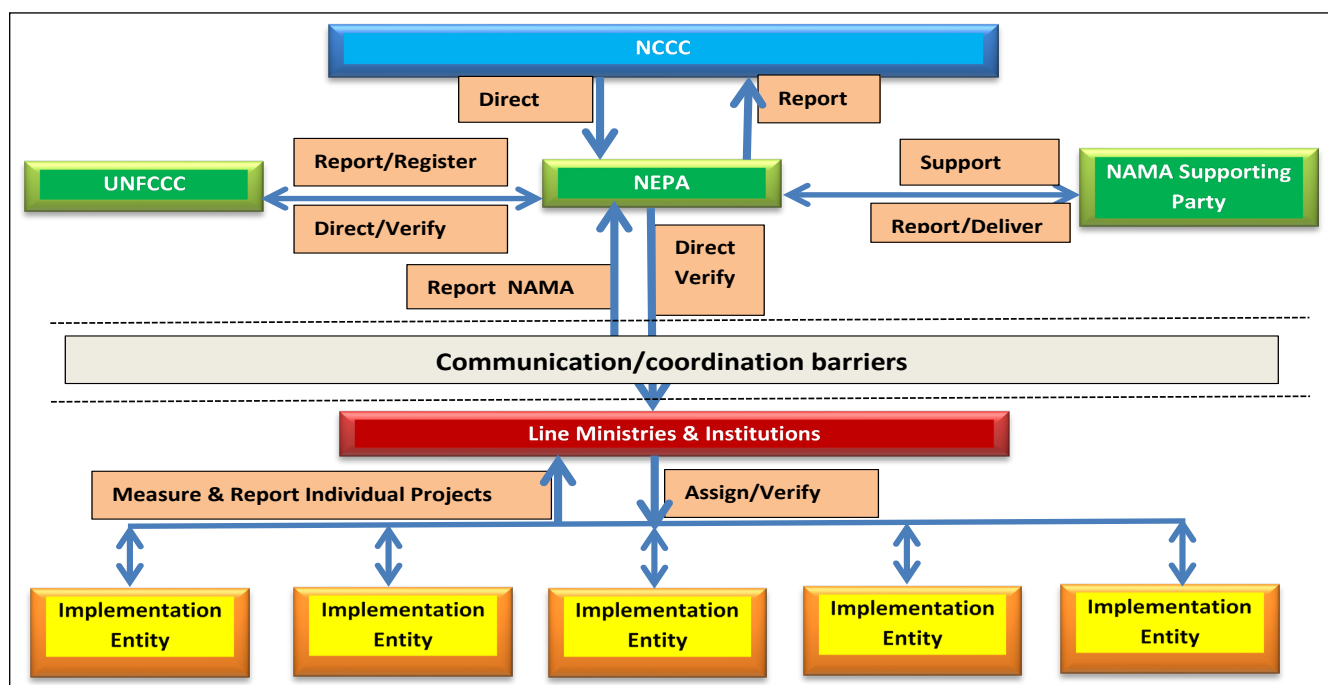 NCCC
Direct
Report
Report/Register
Support
UNFCCC
NEPA
NAMA Supporting
Party
Direct/Verify
Report/Deliver
Report NAMA
Direct
Verify
Communication/coordination barriers
Line Ministries & Institutions
Measure & Report Individual Projects
Assign/Verify
Implementation
Entity
Implementation
Entity
Implementation
Entity
Implementation
Entity
Implementation
Entity